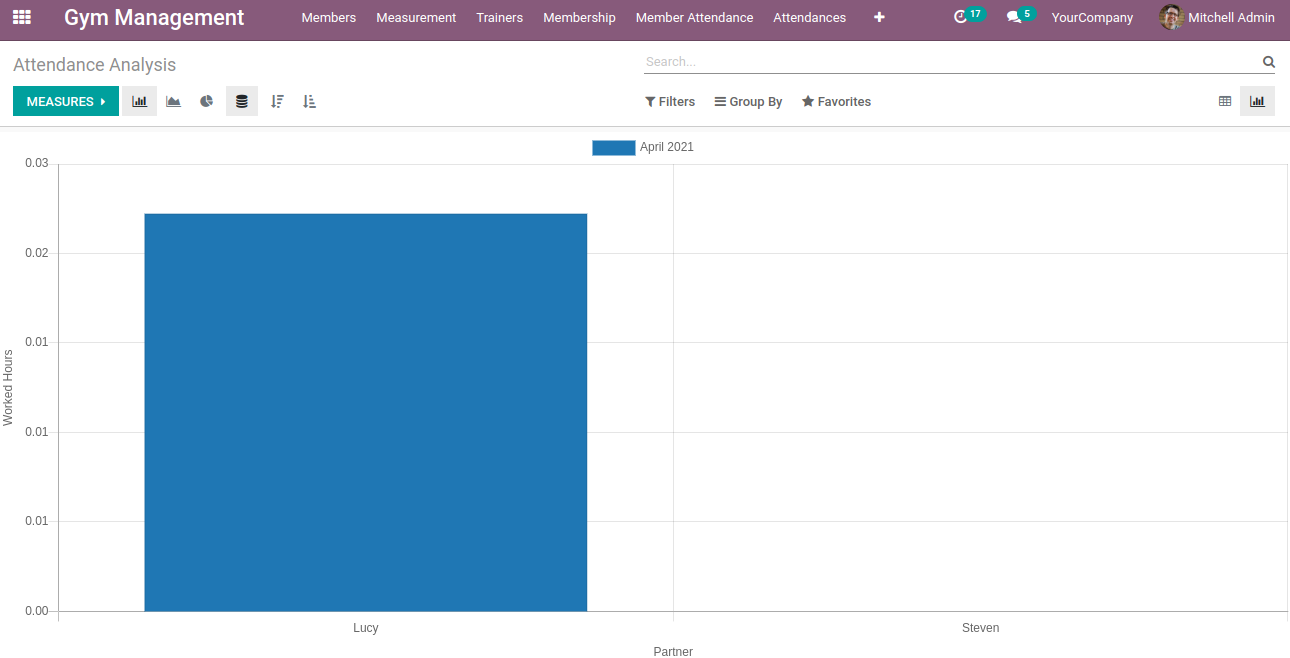 Gym Management Members Measurement Trainers Membership Member Attendance Attendances 17 5 YourCompany Mitchell Admin
Attendance Analysis Search...
MEASURES Filters Group By Favorites
April 2021
0.03
0.02
0.01
0.01
0.01
0.00
Worked Hours
Lucy Steven
Partner